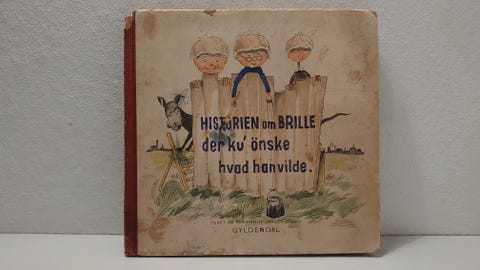 HISTORIEN om BRILLE
der ku' önske
hvad han vilde.
GYLDENDAL